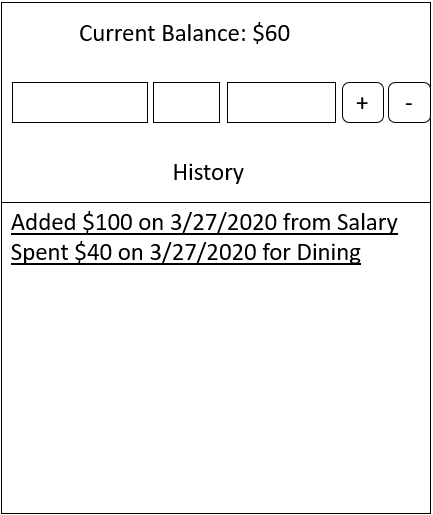 Current Balance: $60
+ -
History
Added $100 on 3/27/2020 from Salary
Spent $40 on 3/27/2020 for Dining